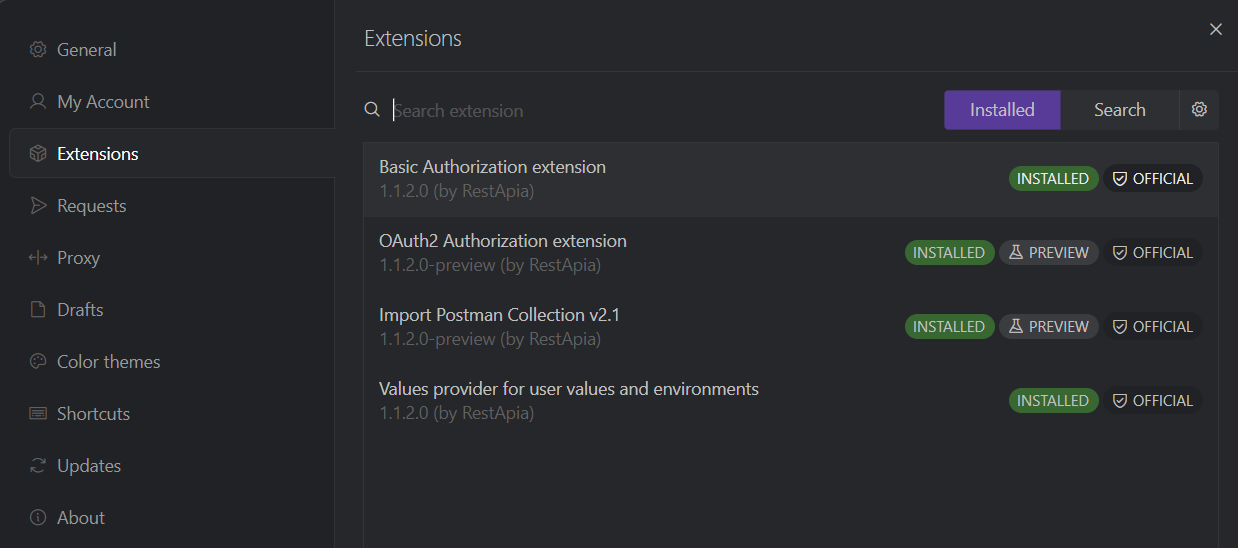 General
My Account
Extensions
Requests
Proxy
Drafts
Color themes
Shortcuts
Updates
About
Extensions
Search extension
Installed
Search
Basic Authorization extension
1.1.2.0 (by RestApia)
INSTALLED
OFFICIAL
OAuth2 Authorization extension
1.1.2.0-preview (by RestApia)
INSTALLED
PREVIEW
OFFICIAL
Import Postman Collection v2.1
1.1.2.0-preview (by RestApia)
INSTALLED
PREVIEW
OFFICIAL
Values provider for user values and environments
1.1.2.0 (by RestApia)
INSTALLED
OFFICIAL